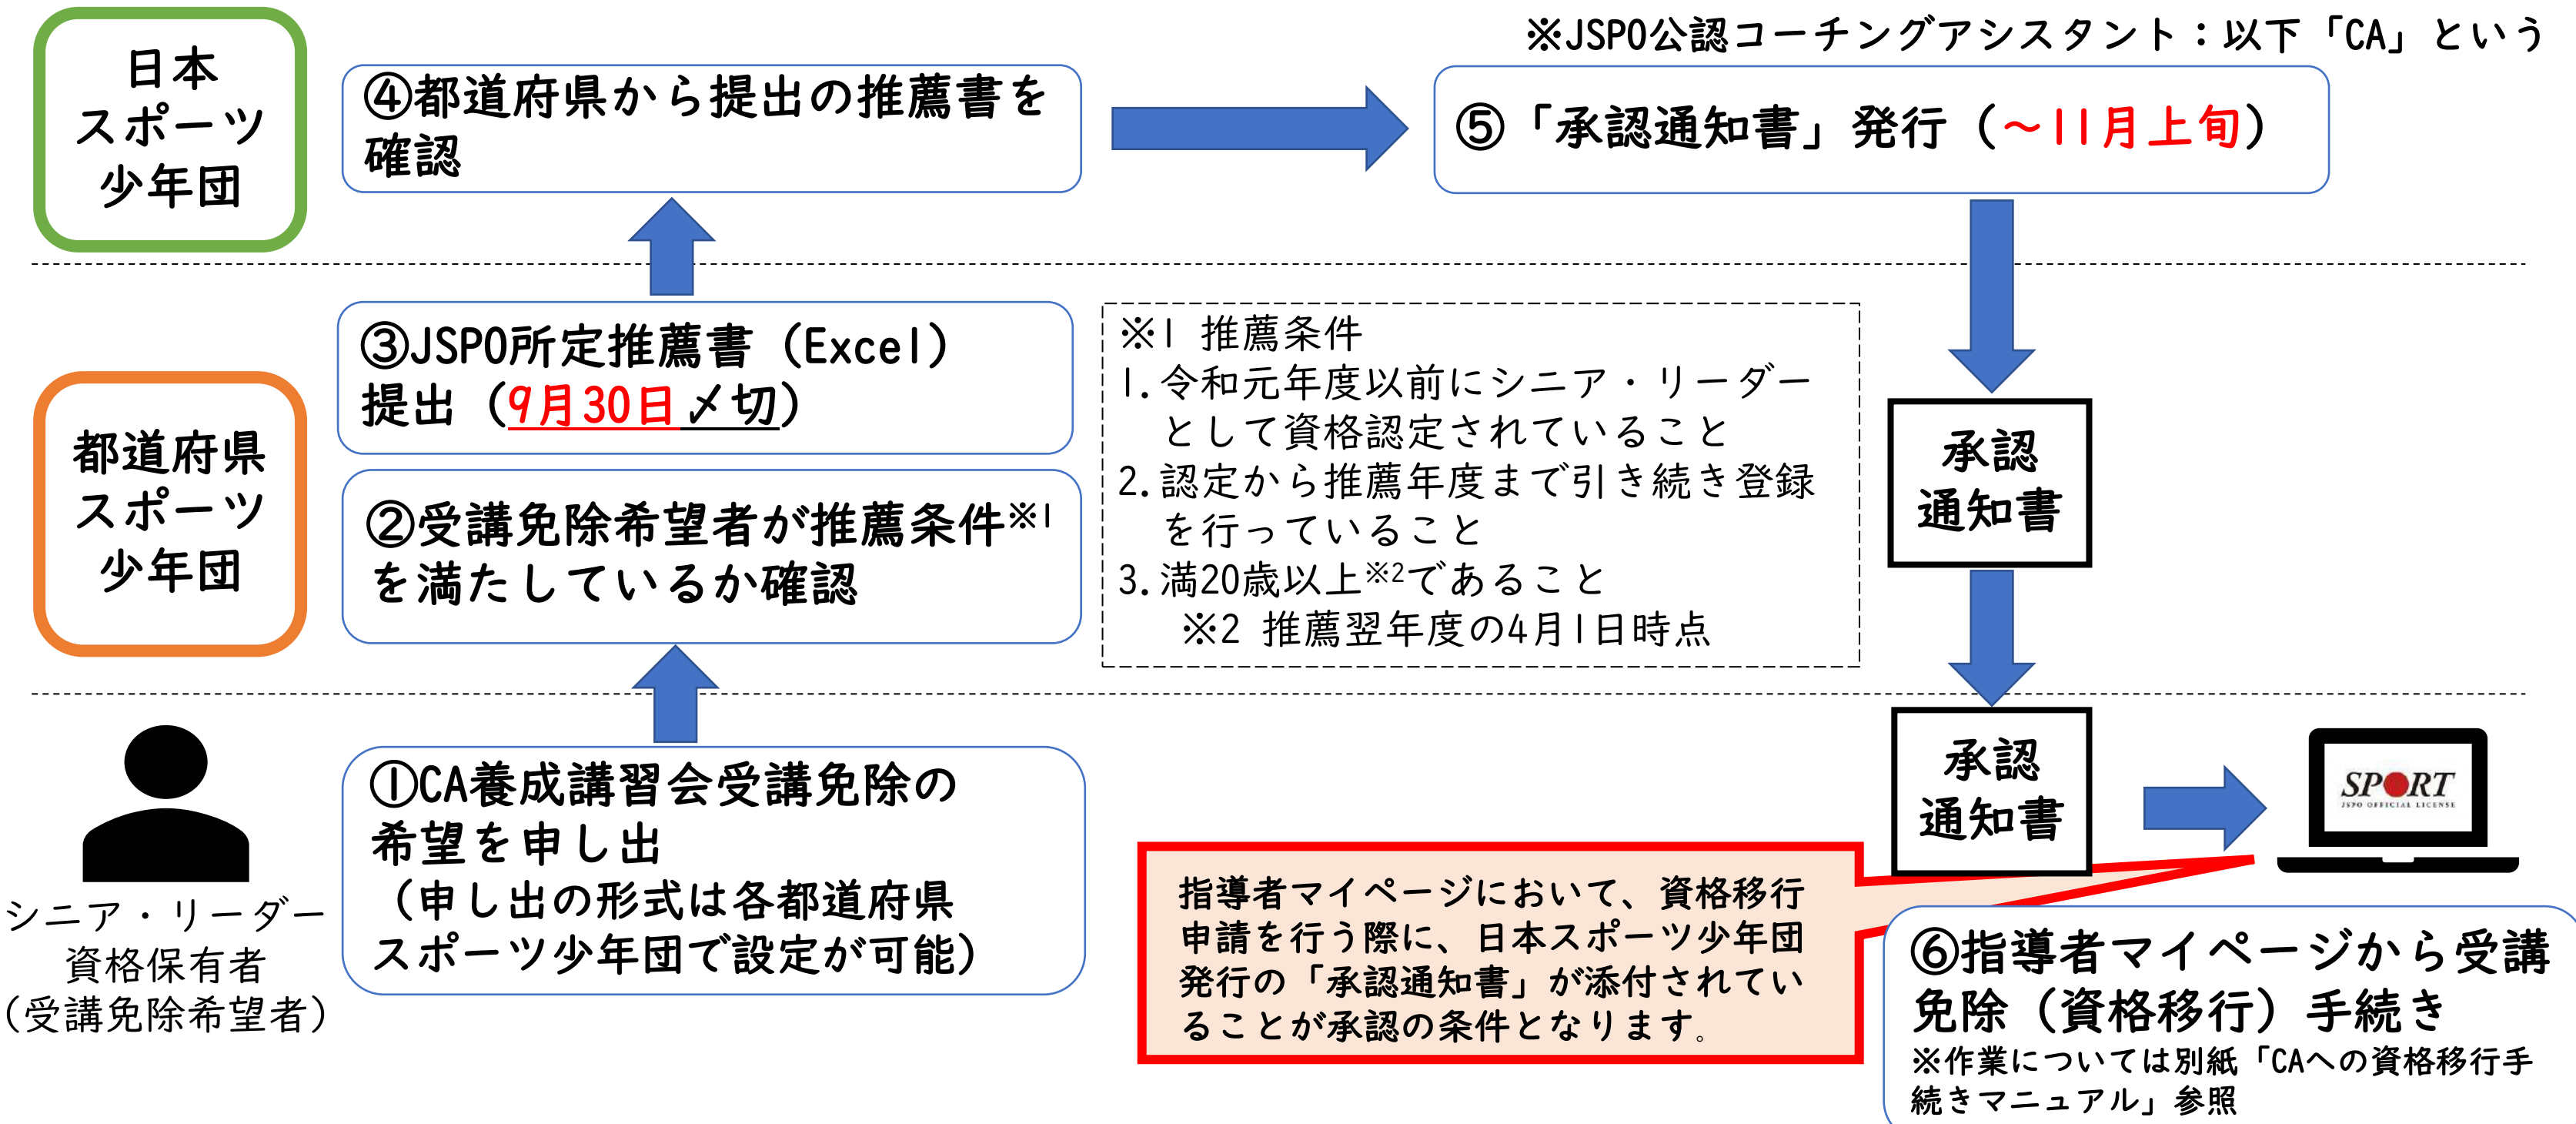 ※JSPO公認コーチングアシスタント：以下「CA」という
日本
スポーツ
少年団
④都道府県から提出の推薦書を
確認
⑤「承認通知書」発行（～11月上旬）
都道府県
スポーツ
少年団
③JSPO所定推薦書（Excel）
提出（9月30日〆切）
②受講免除希望者が推薦条件※1
を満たしているか確認
※1 推薦条件
1.令和元年度以前にシニア・リーダー
として資格認定されていること
2.認定から推薦年度まで引き続き登録
を行っていること
3.満20歳以上※2であること
※2 推薦翌年度の4月1日時点
承認
通知書
シニア・リーダー
資格保有者
（受講免除希望者）
①CA養成講習会受講免除の
希望を申し出
（申し出の形式は各都道府県
スポーツ少年団で設定が可能）
承認
通知書
SPORT
JSPO OFFICIAL LICENSE
指導者マイページにおいて、資格移行
申請を行う際に、日本スポーツ少年団
発行の「承認通知書」が添付されてい
ることが承認の条件となります。
⑥指導者マイページから受講
免除（資格移行）手続き
※作業については別紙「CAへの資格移行手
続きマニュアル」参照